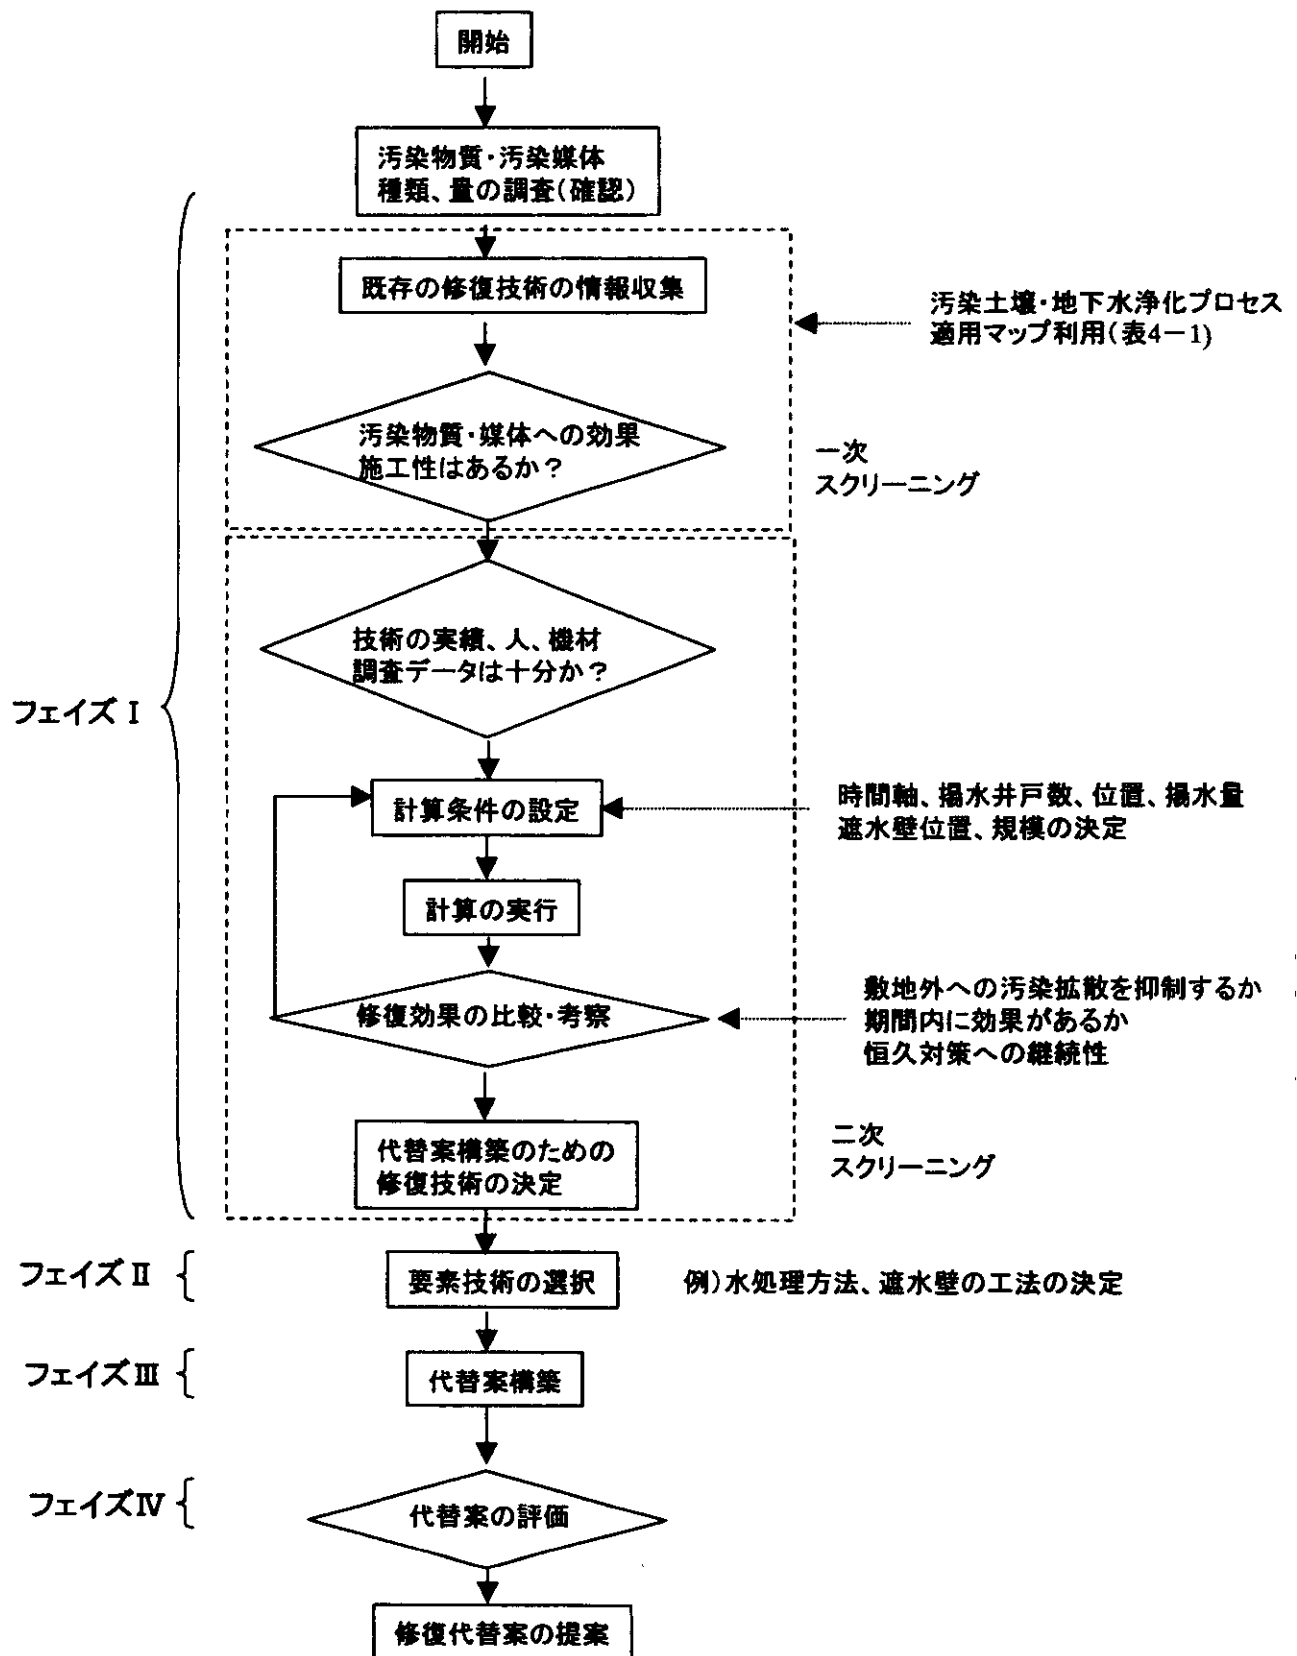 開始
汚染物質・汚染媒体
種類、量の調査(確認)
既存の修復技術の情報収集
汚染土壌・地下水浄化プロセス
適用マップ利用(表4－1)
汚染物質・媒体への効果
施工性はあるか？
一次
スクリーニング
技術の実績、人、機材
調査データは十分か？
フェイズ Ⅰ
計算条件の設定
時間軸、揚水井戸数、位置、揚水量
遮水壁位置、規模の決定
計算の実行
修復効果の比較・考察
敷地外への汚染拡散を抑制するか
期間内に効果があるか
恒久対策への継続性
代替案構築のための
修復技術の決定
二次
スクリーニング
フェイズ Ⅱ
要素技術の選択
例)水処理方法、遮水壁の工法の決定
フェイズ Ⅲ
代替案構築
フェイズⅣ
代替案の評価
修復代替案の提案